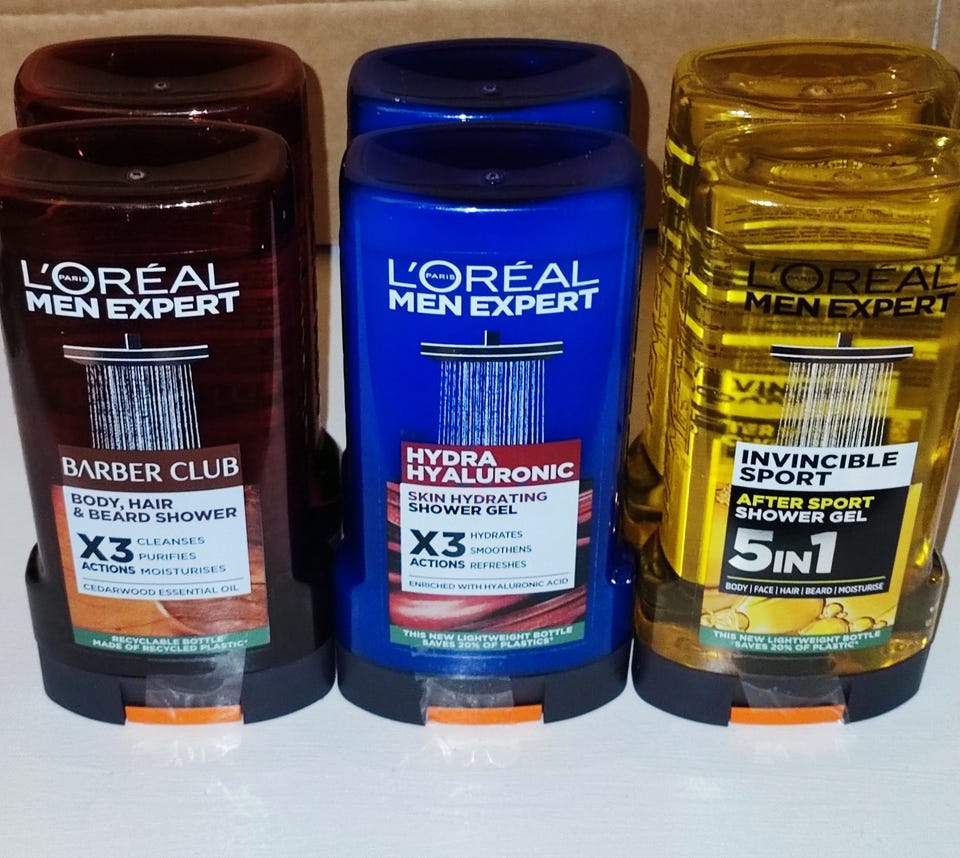 L'ORÉAL
PARIS
MEN EXPERT
BARBER CLUB
BODY, HAIR
& BEARD SHOWER
X3
ACTIONS
CLEANSES
PURIFIES
MOISTURISES
CEDARWOOD ESSENTIAL OIL
RECYCLABLE BOTTLE
MADE OF RECYCLED PLASTIC*
L'ORÉAL
PARIS
MEN EXPERT
HYDRA
HYALURONIC
SKIN HYDRATING
SHOWER GEL
X3
ACTIONS
HYDRATES
SMOOTHENS
REFRESHES
ENRICHED WITH HYALURONIC ACID
THIS NEW LIGHTWEIGHT BOTTLE
SAVES 20% OF PLASTICS*
L'ORÉAL
PARIS
MEN EXPERT
INVINCIBLE
SPORT
AFTER SPORT
SHOWER GEL
5IN1
BODY | FACE | HAIR | BEARD | MOISTURISE
THIS NEW LIGHTWEIGHT BOTTLE
*SAVES 20% OF PLASTIC*